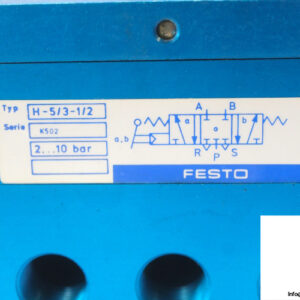 Typ H-5/3-1/2
Serie K502
2...10 bar
A B
a o b
a,b
R P S
FESTO